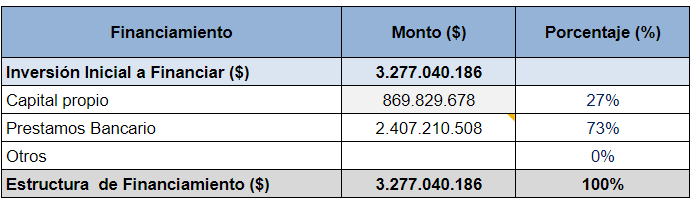 Financiamiento Monto ($) Porcentaje (%)
Inversión Inicial a Financiar ($) 3.277.040.186
Capital propio 869.829.678 27%
Prestamos Bancario 2.407.210.508 73%
Otros 0%
Estructura de Financiamiento ($) 3.277.040.186 100%